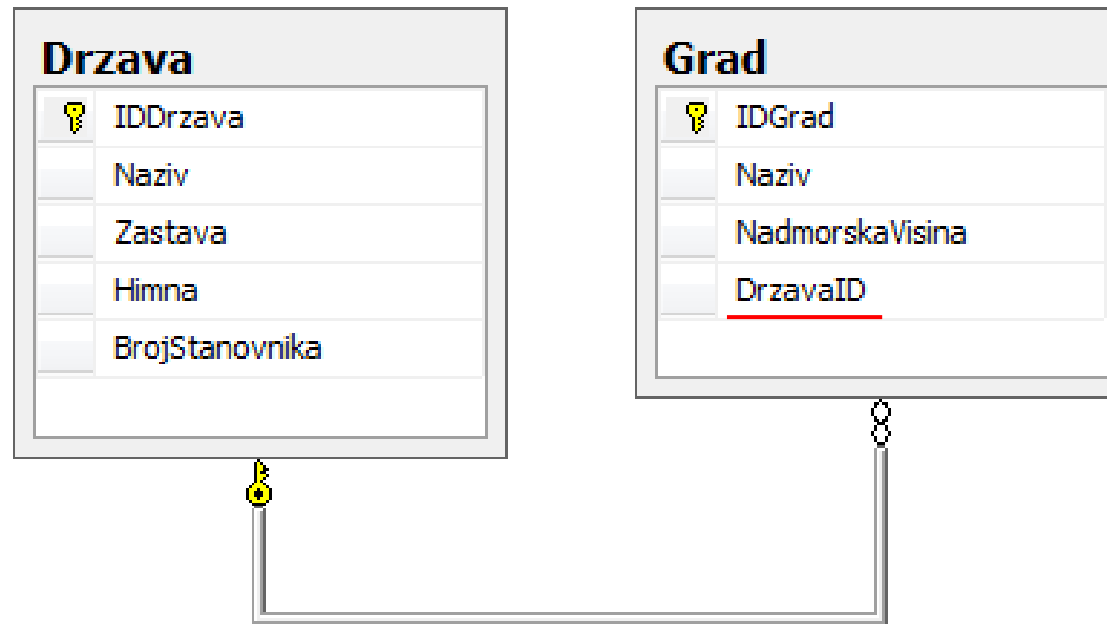 Drzava
IDDrzava
Naziv
Zastava
Himna
BrojStanovnika
Grad
IDGrad
Naziv
NadmorskaVisina
DrzavaID